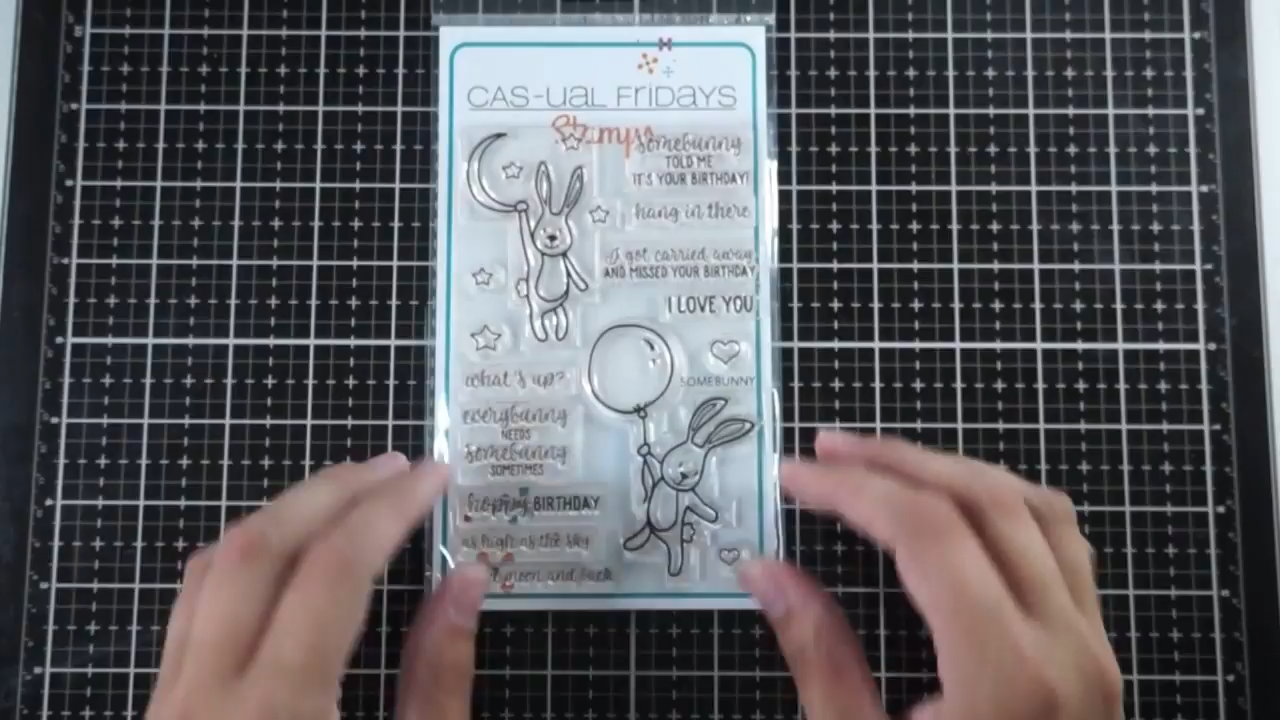 CAS-UAL FRIDAYS
Stamps
somebunny
TOLD ME
IT'S YOUR BIRTHDAY!
hang in there
I got carried away
AND MISSED YOUR BIRTHDAY
I LOVE YOU
SOMEBUNNY
what's up?
everybunny
NEEDS
somebunny
SOMETIMES
happy BIRTHDAY
as high as the sky
moon and back